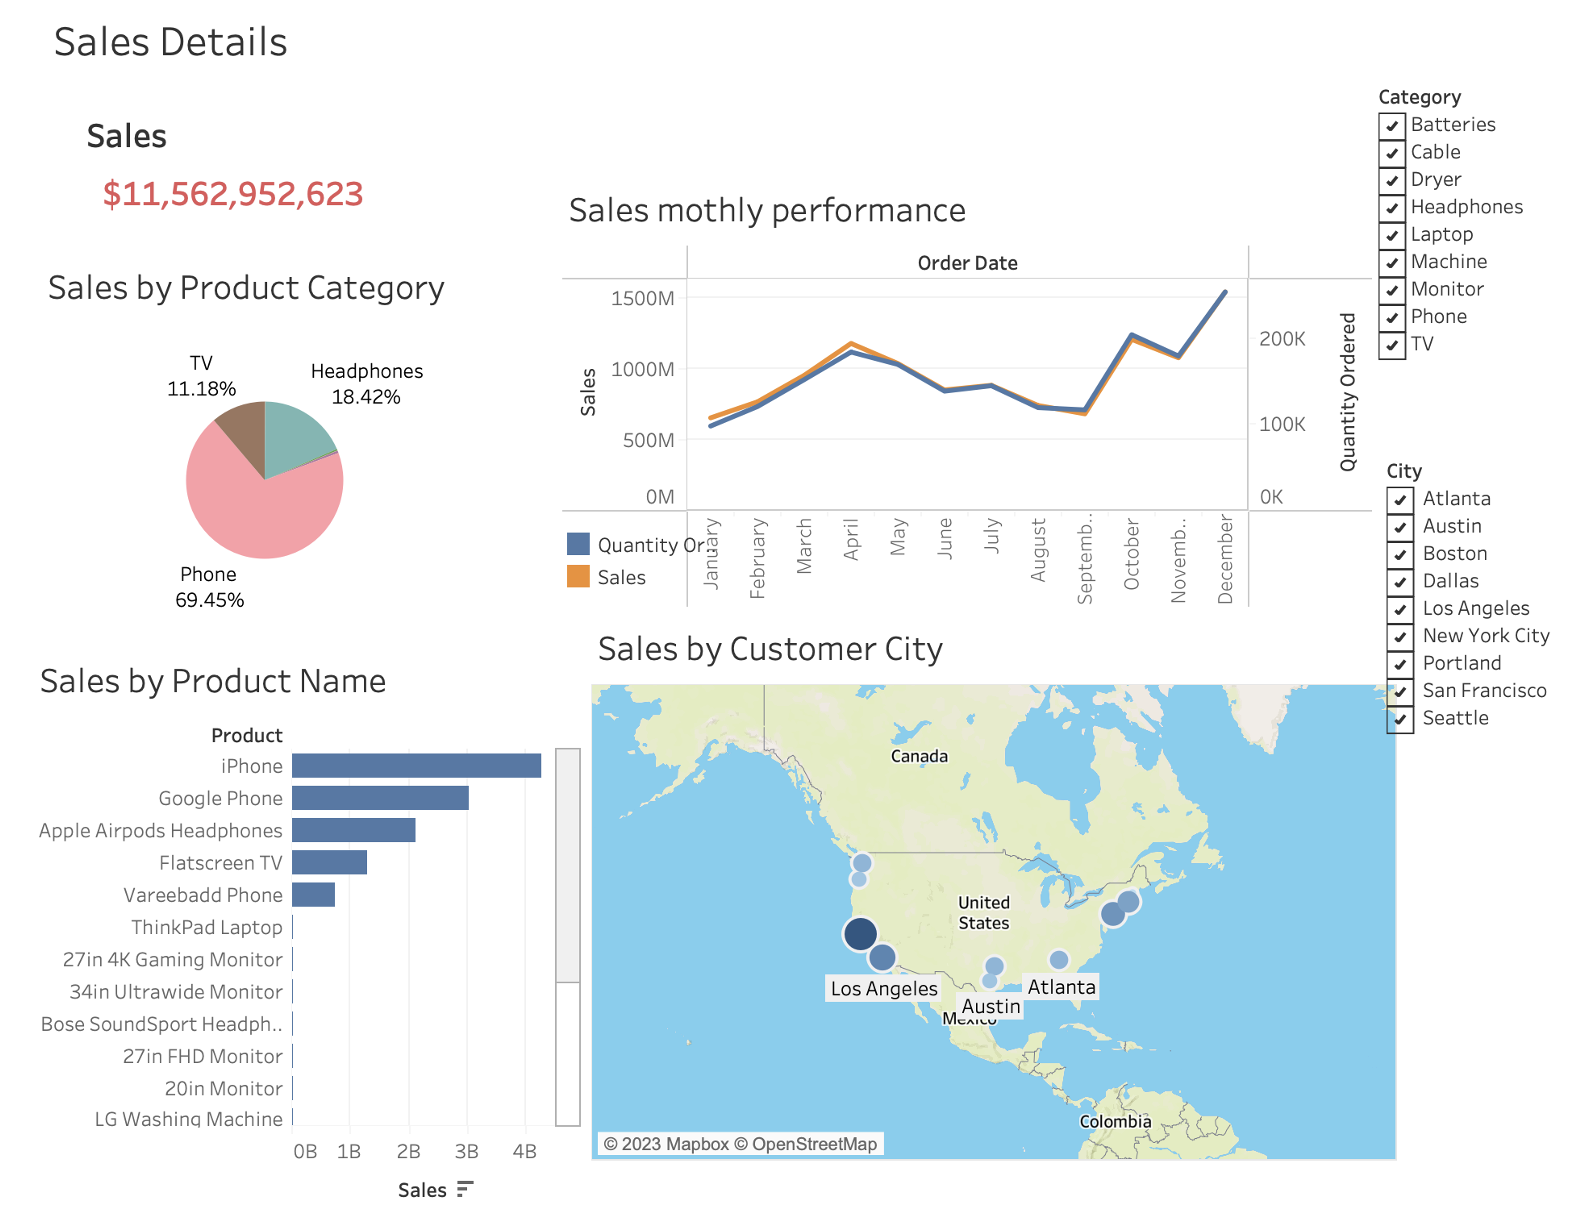 Sales Details
Sales
$11,562,952,623
Sales by Product Category
TV
11.18%
Headphones
18.42%
Phone
69.45%
Sales mothly performance
Order Date
1500M
1000M
500M
0M
Sales
200K
100K
0K
Quantity Ordered
January
February
March
April
May
June
July
August
Septemb..
October
Novemb..
December
Quantity Or..
Sales
Category
Batteries
Cable
Dryer
Headphones
Laptop
Machine
Monitor
Phone
TV
City
Atlanta
Austin
Boston
Dallas
Los Angeles
New York City
Portland
San Francisco
Seattle
Sales by Product Name
Product
iPhone
Google Phone
Apple Airpods Headphones
Flatscreen TV
Vareebadd Phone
ThinkPad Laptop
27in 4K Gaming Monitor
34in Ultrawide Monitor
Bose SoundSport Headph..
27in FHD Monitor
20in Monitor
LG Washing Machine
0B 1B 2B 3B 4B
Sales
Sales by Customer City
Canada
United
States
Los Angeles
Atlanta
Austin
Mexico
Colombia
© 2023 Mapbox © OpenStreetMap